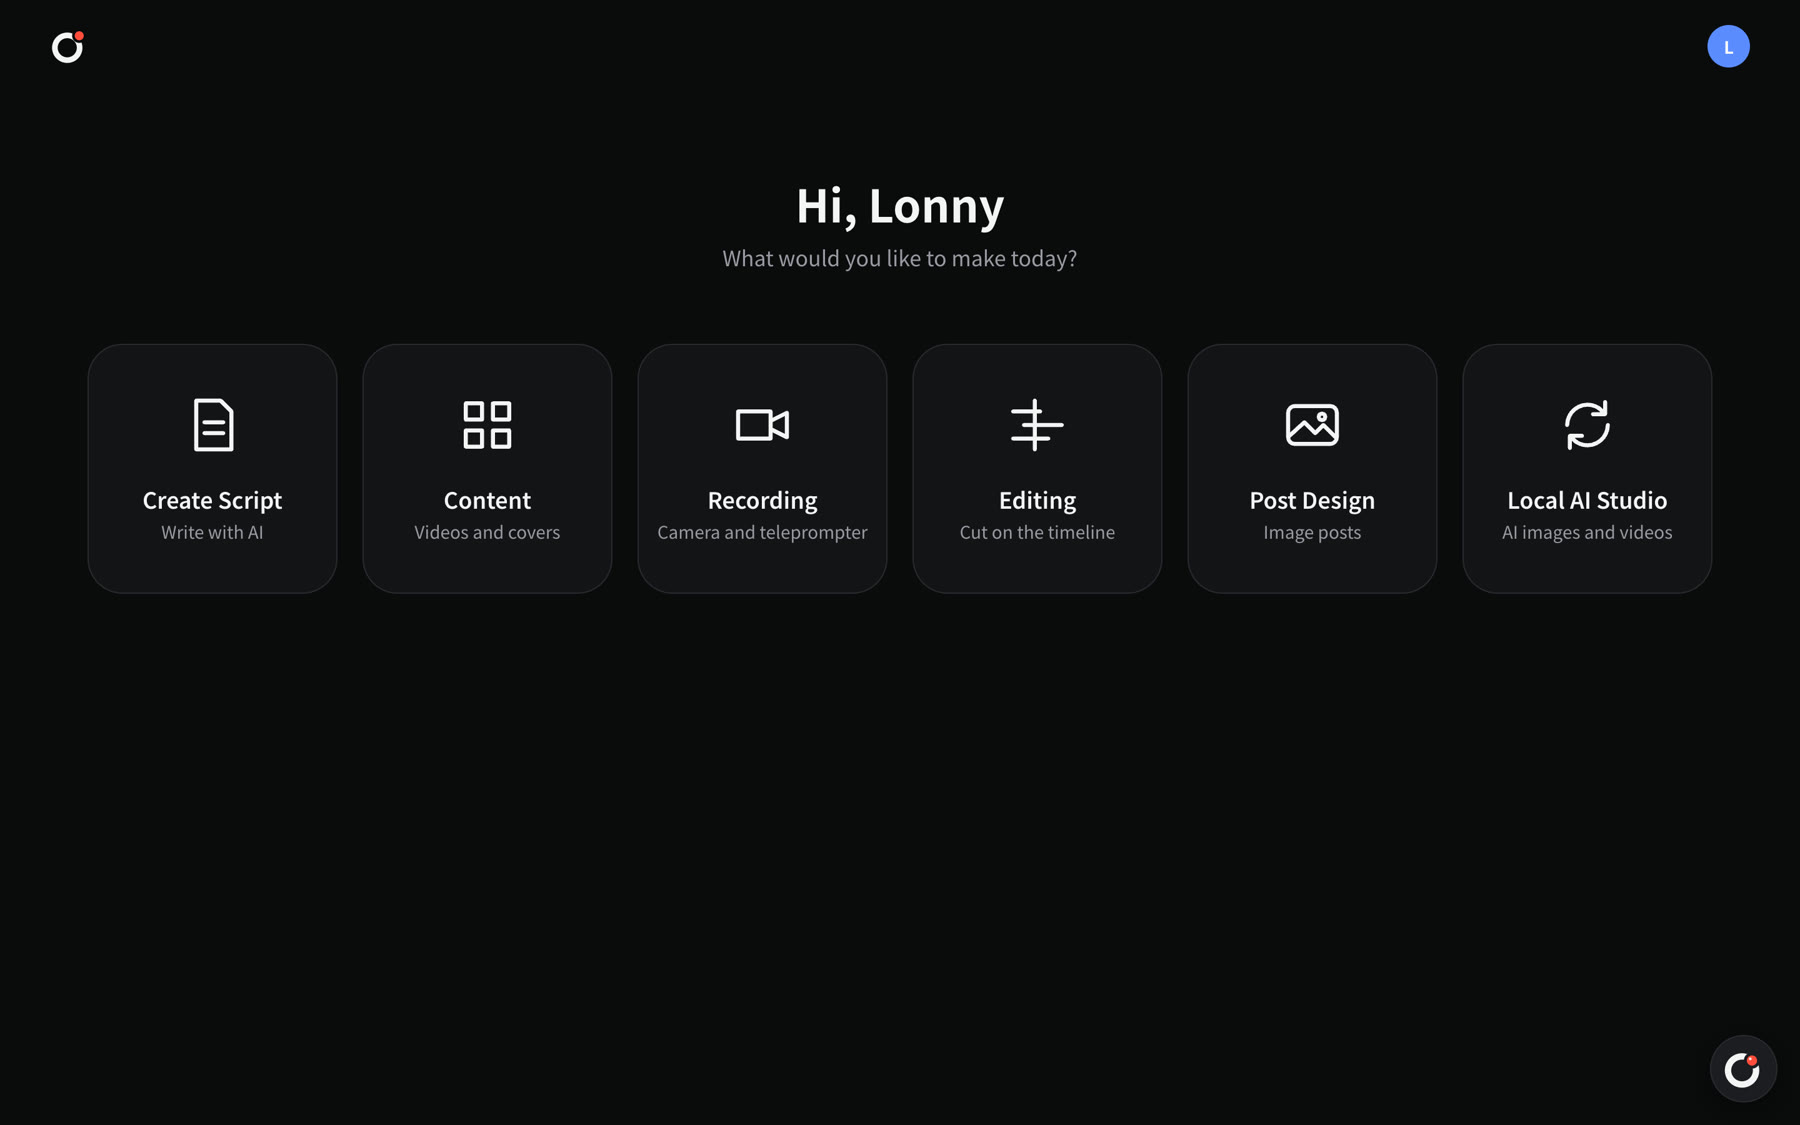 L
Hi, Lonny
What would you like to make today?
Create Script
Write with AI
Content
Videos and covers
Recording
Camera and teleprompter
Editing
Cut on the timeline
Post Design
Image posts
Local AI Studio
AI images and videos